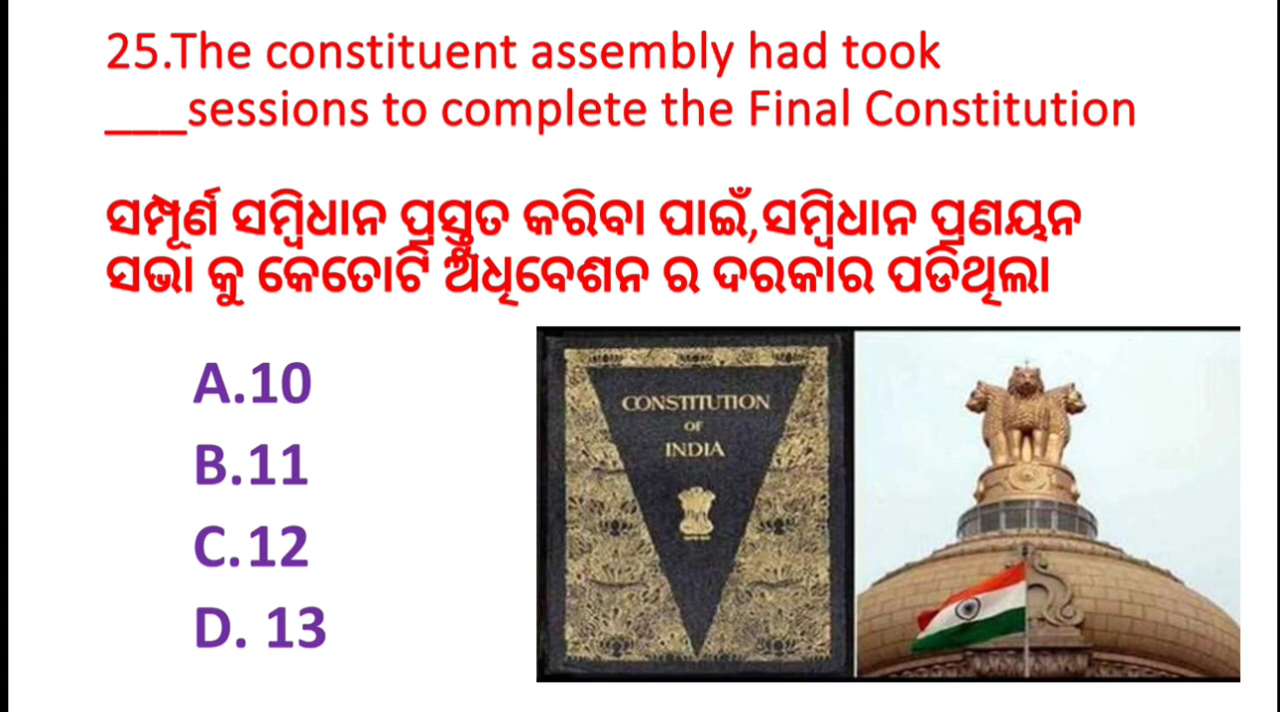 25.The constituent assembly had took
___sessions to complete the Final Constitution
ସମ୍ପୂର୍ଣ ସମ୍ବିଧାନ ପ୍ରସ୍ତୁତ କରିବା ପାଇଁ,ସମ୍ବିଧାନ ପ୍ରଣୟନ
ସଭା କୁ କେତୋଟି ଅଧିବେଶନ ର ଦରକାର ପଡିଥିଲା
A.10
B.11
C.12
D. 13
CONSTITUTION
OF
INDIA